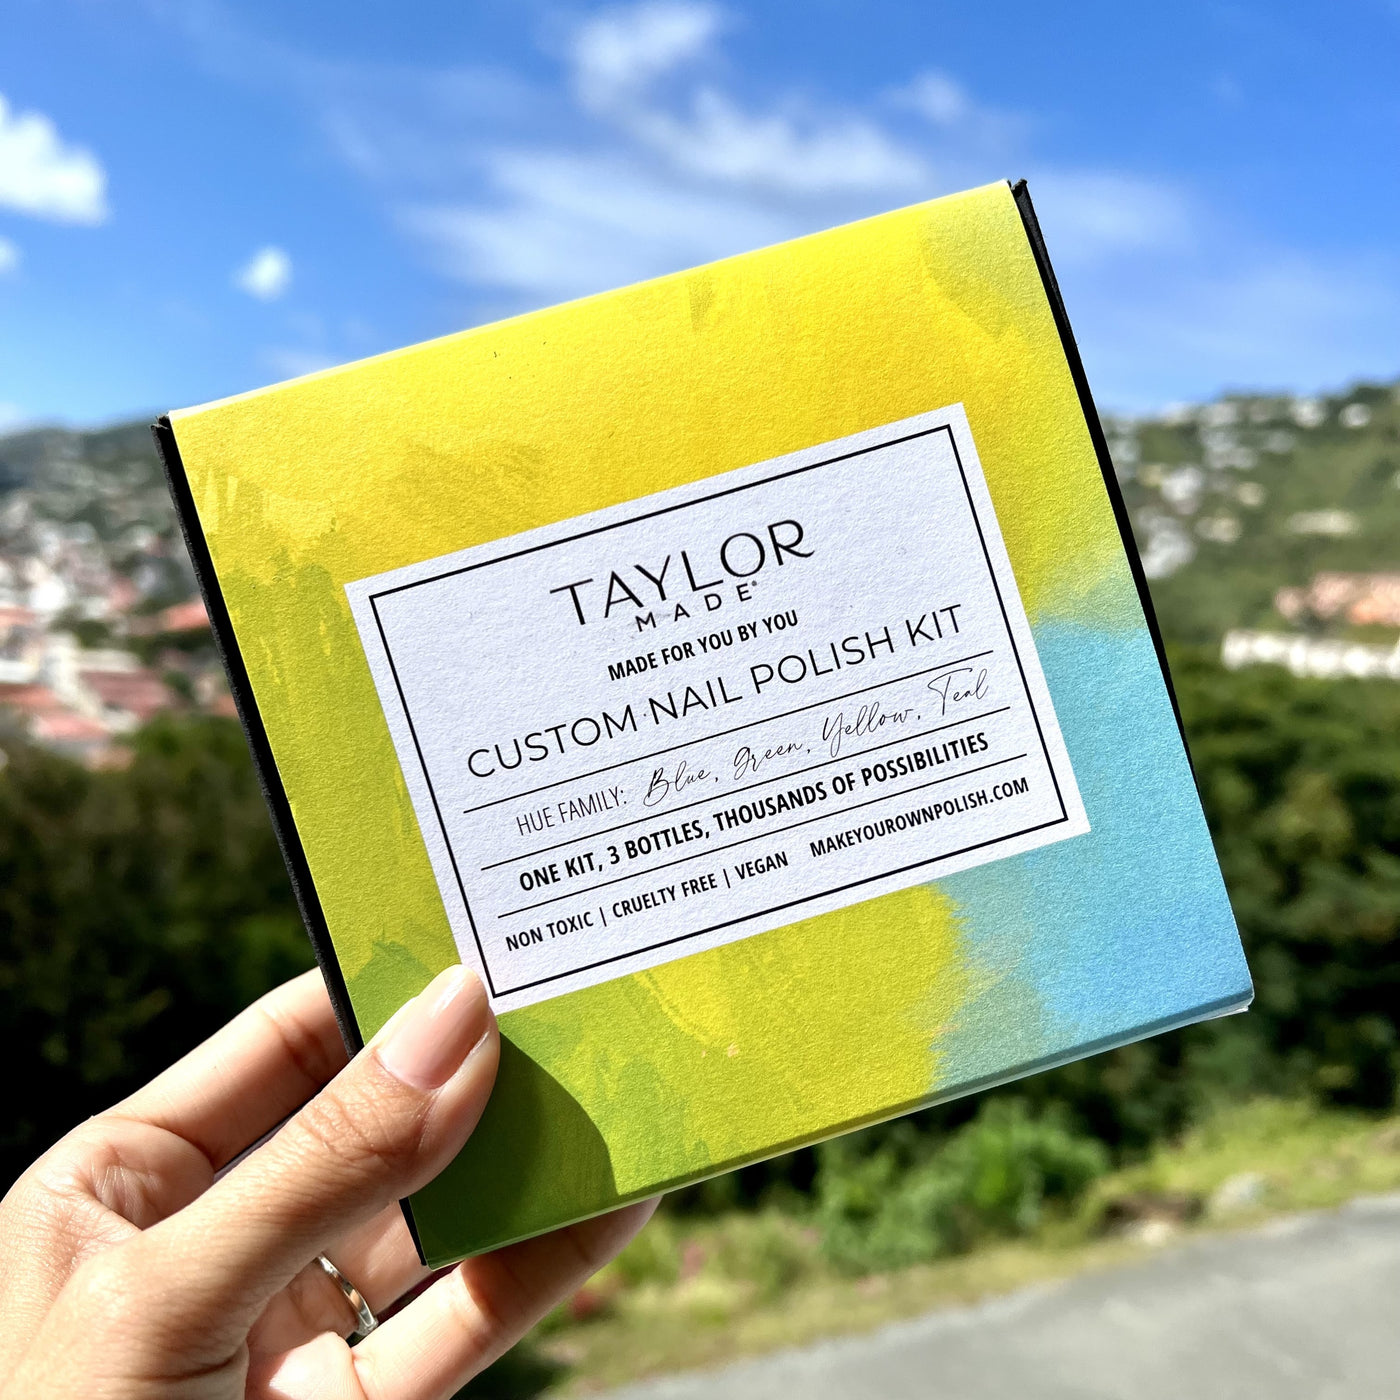 TAYLOR
MADE®
MADE FOR YOU BY YOU
CUSTOM NAIL POLISH KIT
HUE FAMILY: Blue, Green, Yellow, Teal
ONE KIT, 3 BOTTLES, THOUSANDS OF POSSIBILITIES
NON TOXIC | CRUELTY FREE | VEGAN MAKEYOUROWNPOLISH.COM